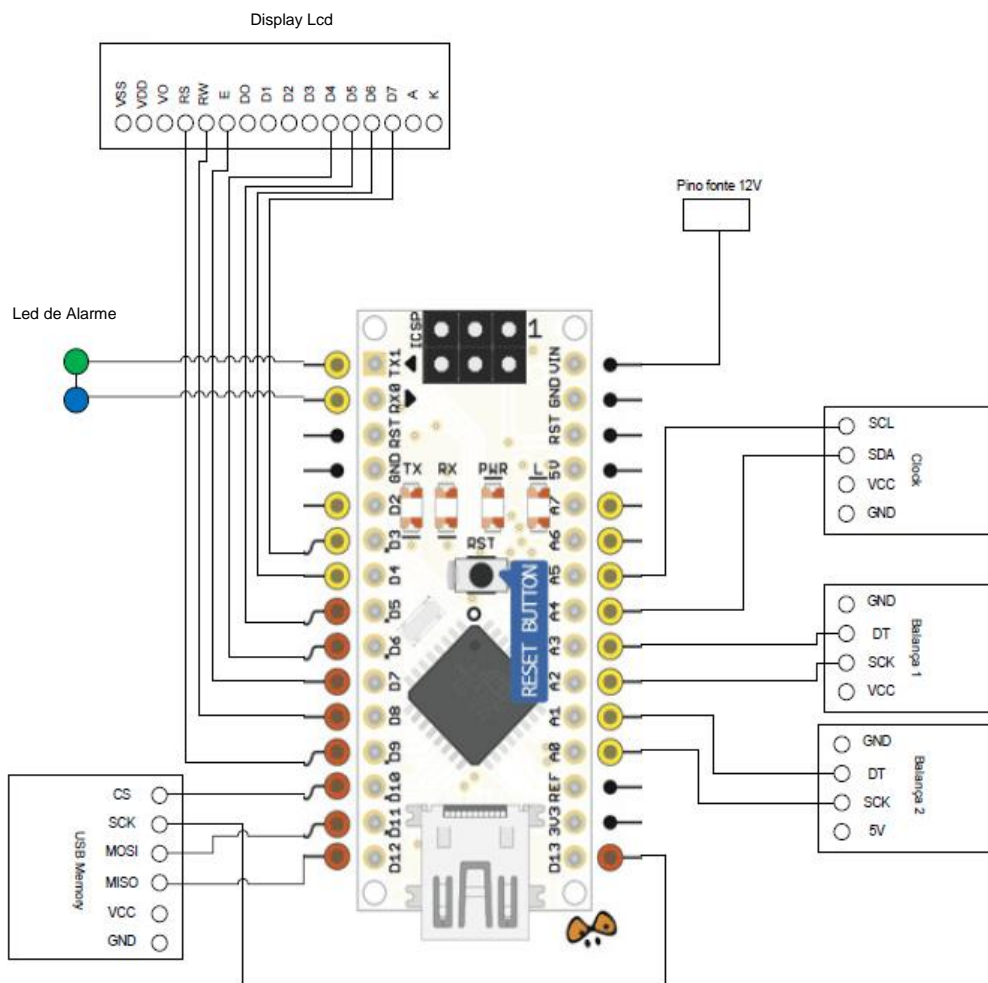 Display Lcd
VSS
VDD
VO
RS
RW
E
DO
D1
D2
D3
D4
D5
D6
D7
A
K
Pino fonte 12V
Led de Alarme
ICSP
1
TX1
RX0
RST
GND
D2
D3
D4
D5
D6
D7
D8
D9
D10
D11
D12
VIN
GND
RST
5V
A7
A6
A5
A4
A3
A2
A1
A0
REF
3V3
D13
TX
RX
PWR
L
RST
RESET BUTTON
SCL
SDA
VCC
GND
Clock
GND
DT
SCK
VCC
Balança 1
GND
DT
SCK
5V
Balança 2
CS
SCK
MOSI
MISO
VCC
GND
USB Memory